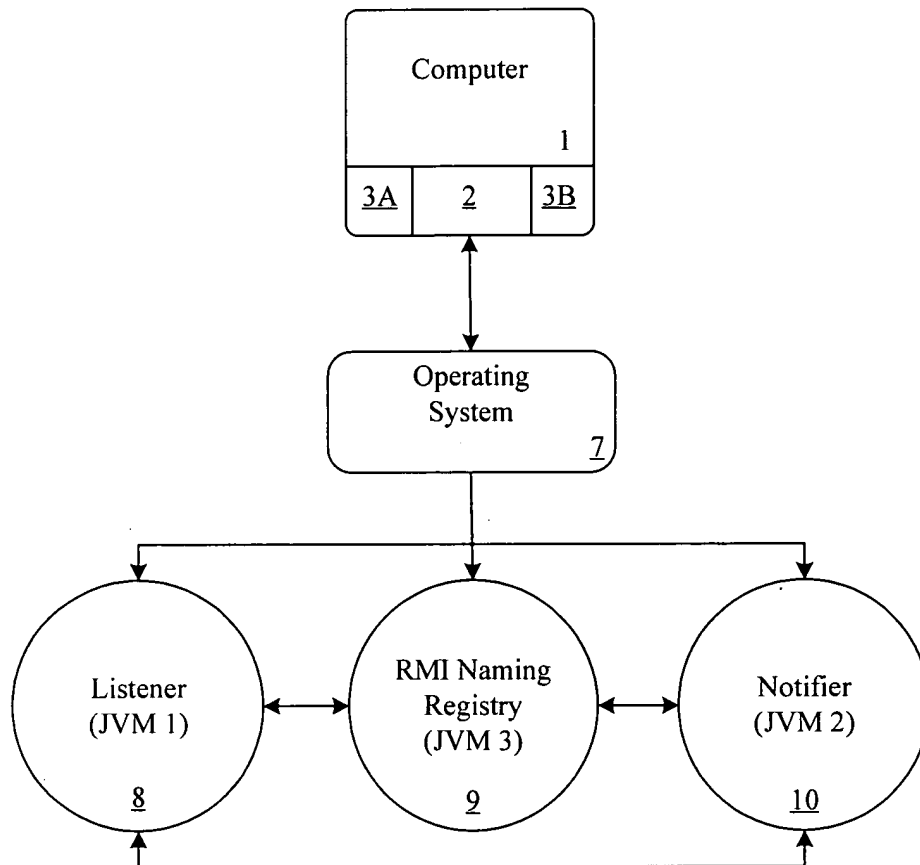 Computer
1
3A 2 3B
Operating
System
7
Listener
(JVM 1)
8
RMI Naming
Registry
(JVM 3)
9
Notifier
(JVM 2)
10